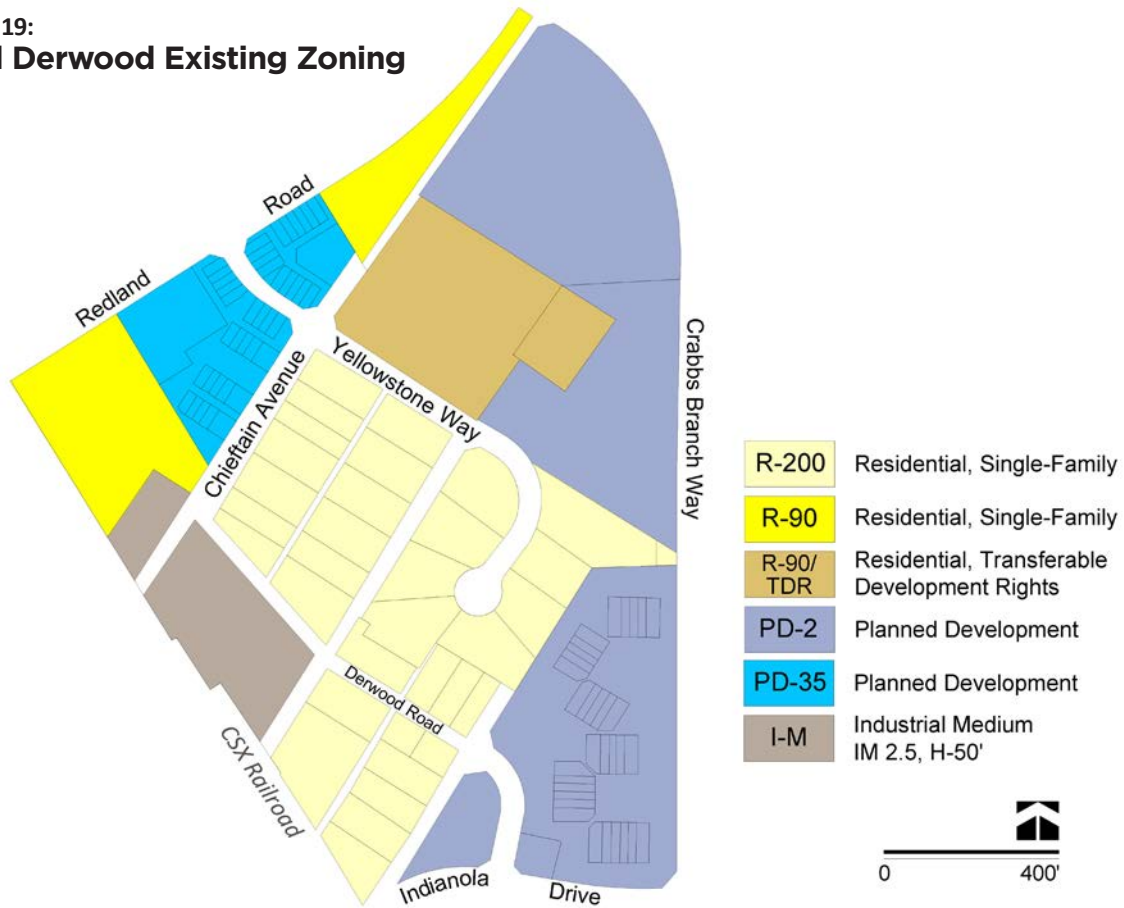 19:
Derwood Existing Zoning
Road
Redland
Chieftain Avenue
Yellowstone Way
Crabbs Branch Way
Derwood Road
CSX Railroad
Indianola
Drive
R-200 Residential, Single-Family
R-90 Residential, Single-Family
R-90/
TDR
Residential, Transferable
Development Rights
PD-2 Planned Development
PD-35 Planned Development
I-M
Industrial Medium
IM 2.5, H-50'
0 400'